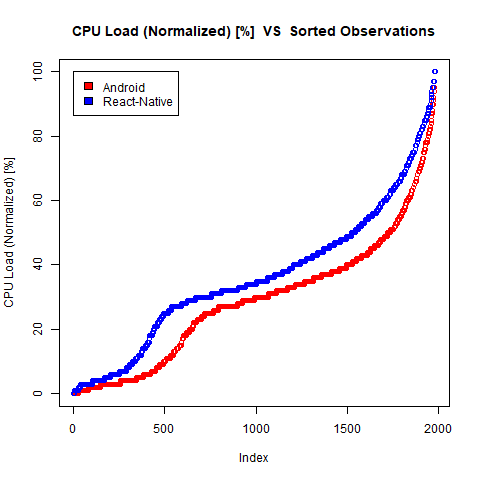 CPU Load (Normalized) [%]  VS  Sorted Observations
Android
React-Native
CPU Load (Normalized) [%]
100
80
60
40
20
0
0 500 1000 1500 2000
Index